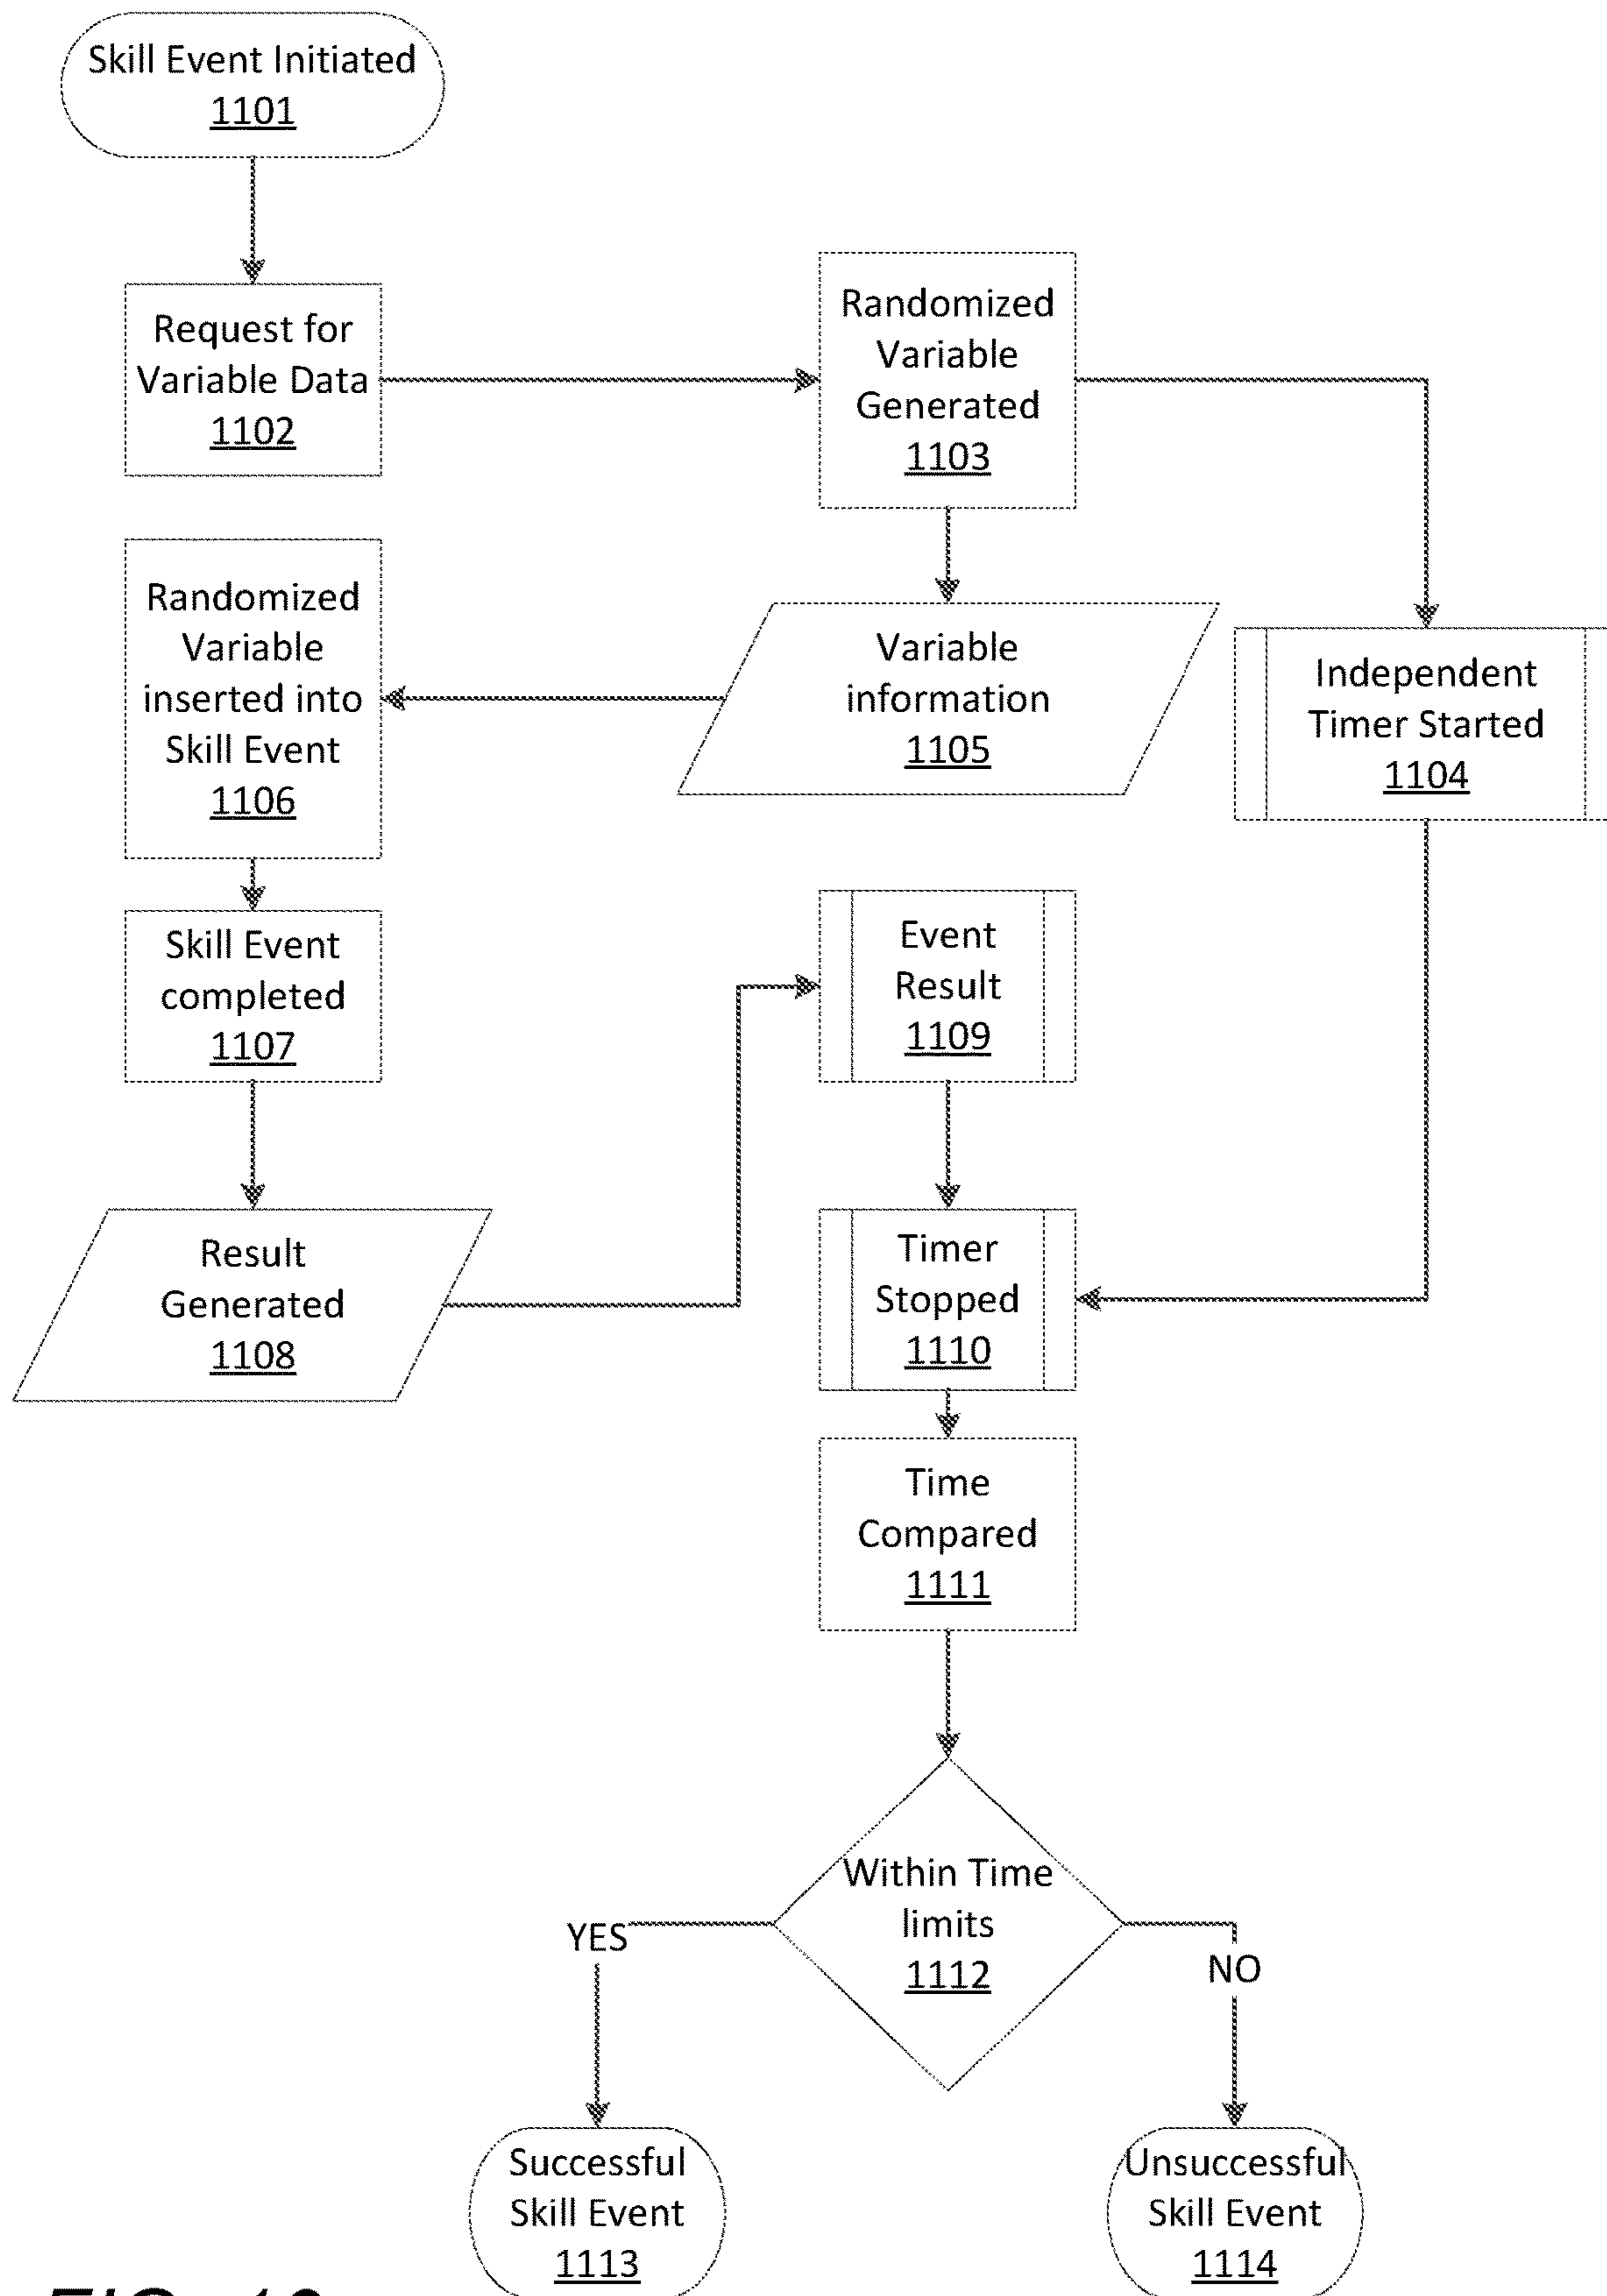 Skill Event Initiated
1101
Request for
Variable Data
1102
Randomized
Variable
Generated
1103
Randomized
Variable
inserted into
Skill Event
1106
Variable
information
1105
Independent
Timer Started
1104
Skill Event
completed
1107
Event
Result
1109
Result
Generated
1108
Timer
Stopped
1110
Time
Compared
1111
Within Time
limits
1112
YES
NO
Successful
Skill Event
1113
Unsuccessful
Skill Event
1114